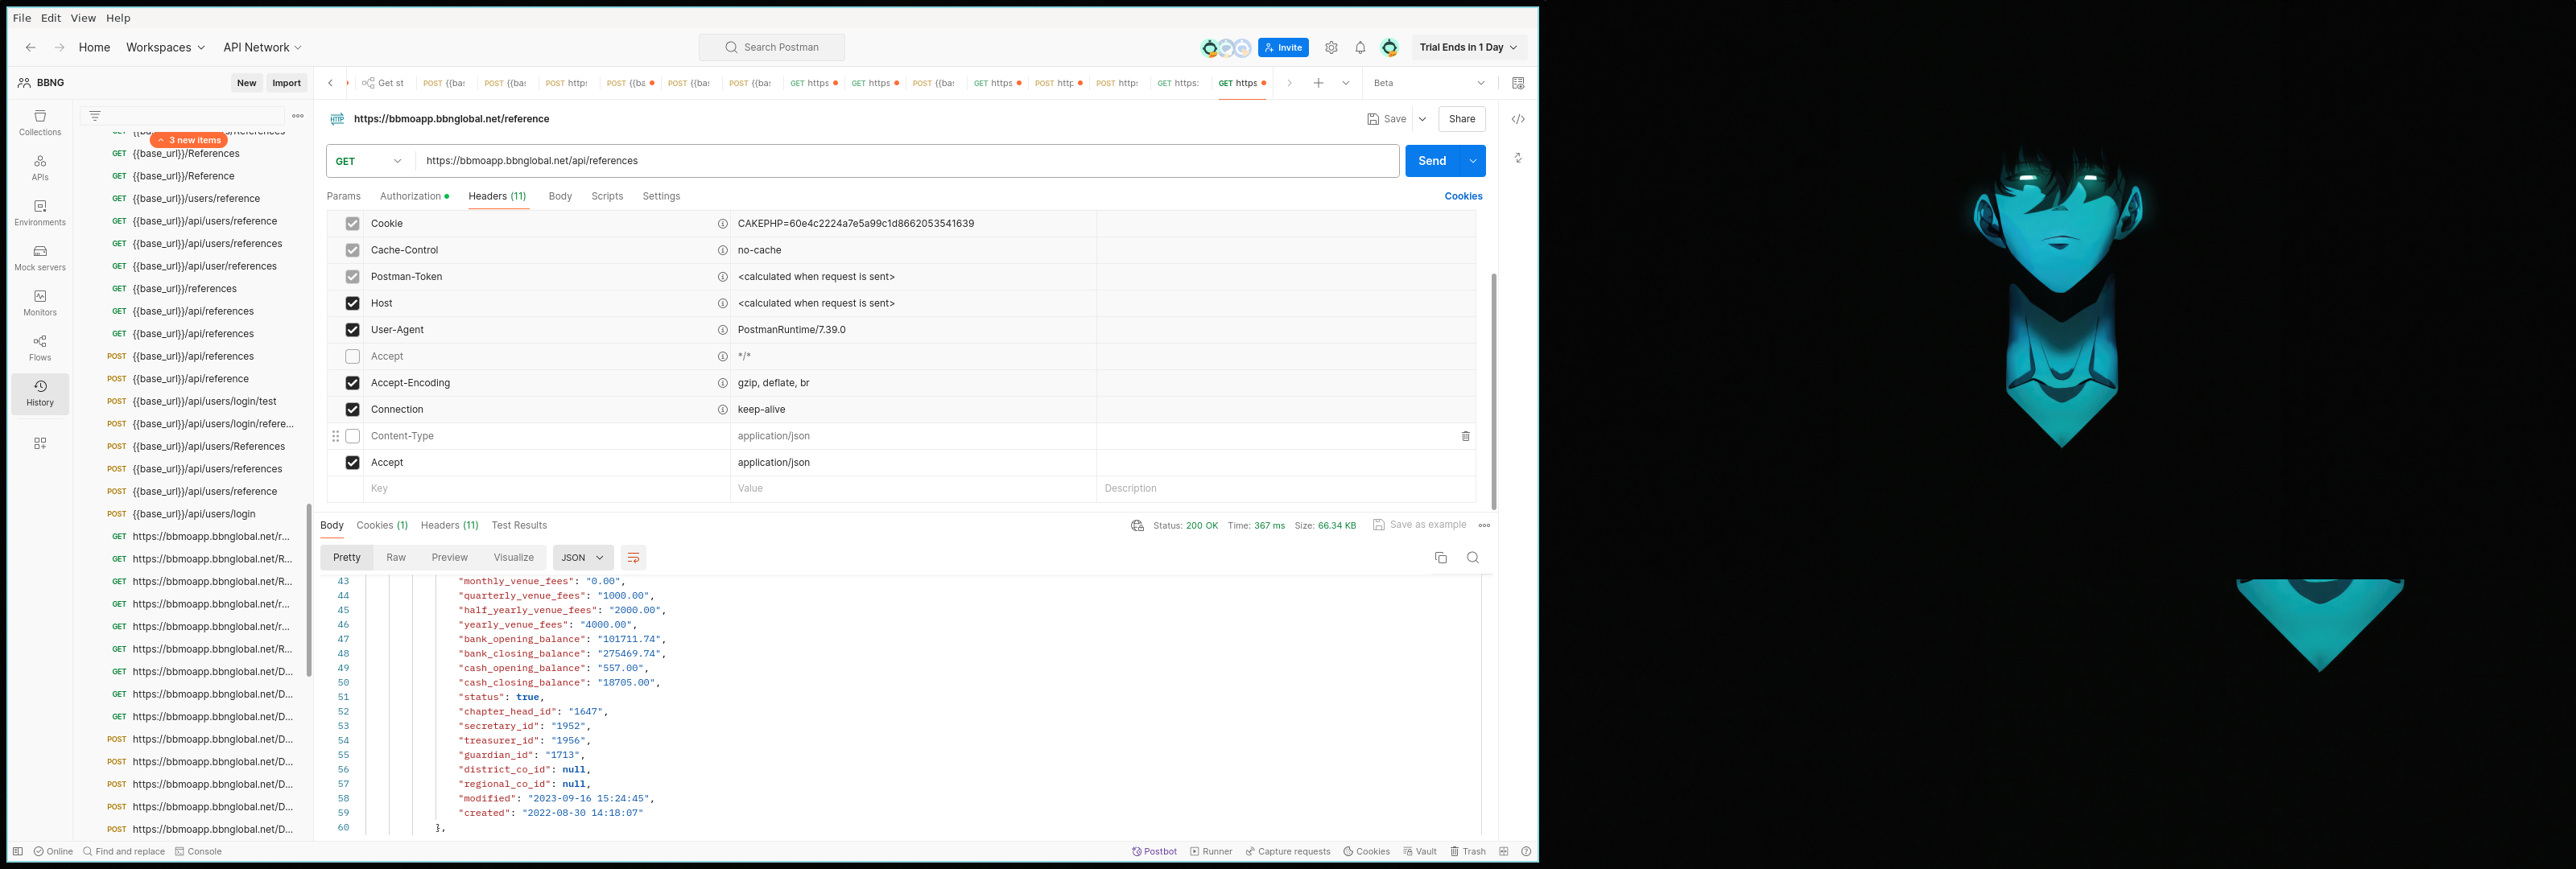 File Edit View Help
Home Workspaces API Network
Search Postman
Invite
Trial Ends in 1 Day
BBNG
New Import
Get st
POST {{ba:
POST {{ba:
POST http:
POST {{ba
POST {{ba:
POST {{ba:
GET https
GET https
POST {{ba:
GET https
POST http:
POST http:
GET https:
GET https
Beta
Collections
APIs
Environments
Mock servers
Monitors
Flows
History
3 new items
GET {{base_url}}/References
GET {{base_url}}/Reference
GET {{base_url}}/users/reference
GET {{base_url}}/api/users/reference
GET {{base_url}}/api/users/references
GET {{base_url}}/api/user/references
GET {{base_url}}/references
GET {{base_url}}/api/references
GET {{base_url}}/api/references
POST {{base_url}}/api/references
POST {{base_url}}/api/reference
POST {{base_url}}/api/users/login/test
POST {{base_url}}/api/users/login/refere...
POST {{base_url}}/api/users/References
POST {{base_url}}/api/users/references
POST {{base_url}}/api/users/reference
POST {{base_url}}/api/users/login
GET https://bbmoapp.bbnglobal.net/r...
GET https://bbmoapp.bbnglobal.net/R...
GET https://bbmoapp.bbnglobal.net/R...
GET https://bbmoapp.bbnglobal.net/r...
GET https://bbmoapp.bbnglobal.net/r...
GET https://bbmoapp.bbnglobal.net/R...
GET https://bbmoapp.bbnglobal.net/D...
GET https://bbmoapp.bbnglobal.net/D...
GET https://bbmoapp.bbnglobal.net/D...
POST https://bbmoapp.bbnglobal.net/D...
POST https://bbmoapp.bbnglobal.net/D...
POST https://bbmoapp.bbnglobal.net/D...
POST https://bbmoapp.bbnglobal.net/D...
POST https://bbmoapp.bbnglobal.net/D...
HTTP https://bbmoapp.bbnglobal.net/reference
Save Share
GET https://bbmoapp.bbnglobal.net/api/references
Send
Params Authorization Headers (11) Body Scripts Settings
Cookies
Cookie CAKEPHP=60e4c2224a7e5a99c1d8662053541639
Cache-Control no-cache
Postman-Token <calculated when request is sent>
Host <calculated when request is sent>
User-Agent PostmanRuntime/7.39.0
Accept */*
Accept-Encoding gzip, deflate, br
Connection keep-alive
Content-Type application/json
Accept application/json
Key Value Description
Body Cookies (1) Headers (11) Test Results
Status: 200 OK Time: 367 ms Size: 66.34 KB Save as example
Pretty Raw Preview Visualize JSON
43 "monthly_venue_fees": "0.00",
44 "quarterly_venue_fees": "1000.00",
45 "half_yearly_venue_fees": "2000.00",
46 "yearly_venue_fees": "4000.00",
47 "bank_opening_balance": "101711.74",
48 "bank_closing_balance": "275469.74",
49 "cash_opening_balance": "557.00",
50 "cash_closing_balance": "18705.00",
51 "status": true,
52 "chapter_head_id": "1647",
53 "secretary_id": "1952",
54 "treasurer_id": "1956",
55 "guardian_id": "1713",
56 "district_co_id": null,
57 "regional_co_id": null,
58 "modified": "2023-09-16 15:24:45",
59 "created": "2022-08-30 14:18:07"
60 },
Online Find and replace Console
Postbot Runner Capture requests Cookies Vault Trash